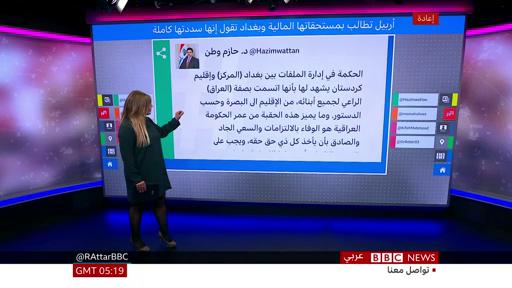 إعادة
أربيل تطالب بمستحقاتها المالية وبغداد تقول إنها سددتها كاملة
د. حازم وطن @Hazimwattan
الحكمة في إدارة الملفات بين بغداد (المركز) وإقليم
كردستان يشهد لها بأنها اتسمت بصفة (العراق)
الراعي لجميع أبنائه، من الإقليم الى البصرة وحسب
الدستور. وما يميز هذه الحقبة من عمر الحكومة
العراقية هو الوفاء بالالتزامات والسعي الجاد
والصادق بأن يأخذ كل ذي حق حقه، ويجب على
@RAttarBBC
GMT 05:19
BBC NEWS عربي
تواصل معنا